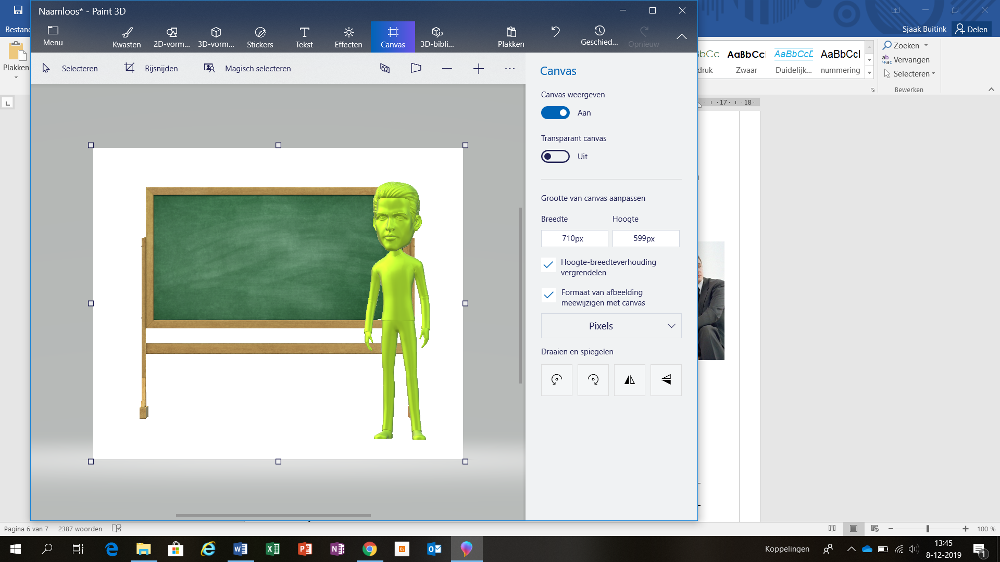 Naamloos* - Paint 3D
Bestand
Sjaak Buitink
Delen
Menu
Kwasten
2D-vorm...
3D-vorm...
Stickers
Tekst
Effecten
Canvas
3D-bibli...
Plakken
Geschied...
Opnieuw
Plakken
Selecteren
Bijsnijden
Magisch selecteren
bCc
AaBbCcI
AaBbCcD
AaBbCcI
druk
Zwaar
Duidelijk...
nummering
Zoeken
Vervangen
Selecteren
Bewerken
17
18
Canvas
Canvas weergeven
Aan
Transparant canvas
Uit
Grootte van canvas aanpassen
Breedte
Hoogte
710px
599px
Hoogte-breedteverhouding
vergrendelen
Formaat van afbeelding
meewijzigen met canvas
Pixels
Draaien en spiegelen
Pagina 6 van 7
2387 woorden
100 %
Koppelingen
13:45
8-12-2019
1